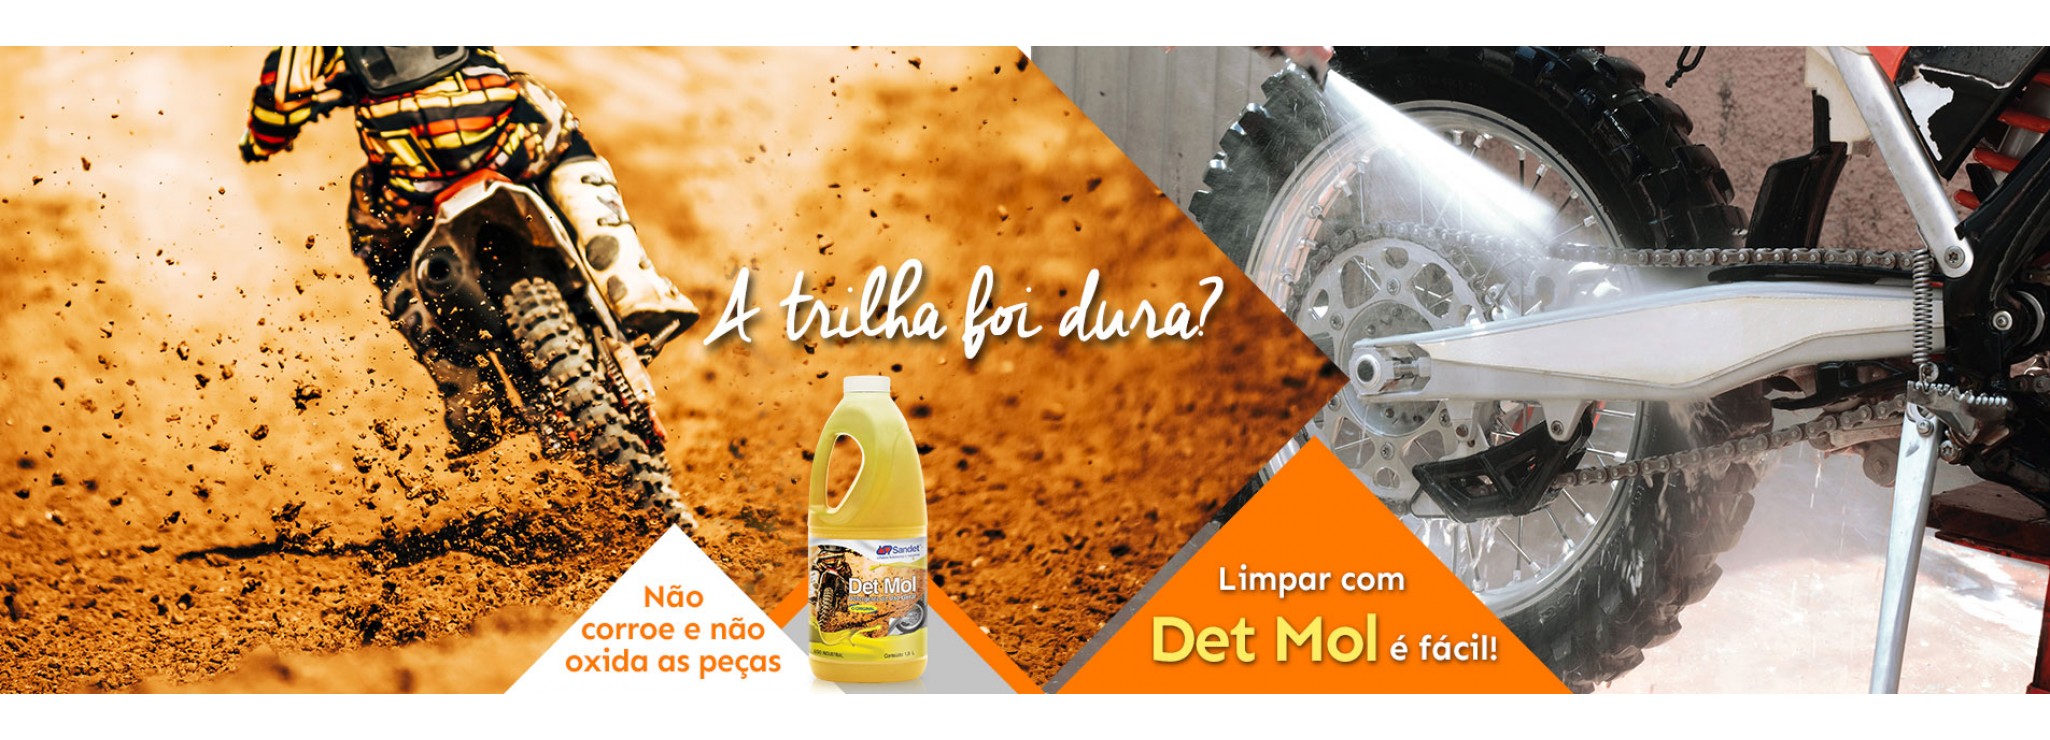 A trilha foi dura?
Sandet
Det Mol
Não
corroe e não
oxida as peças
Limpar com
Det Mol é fácil!